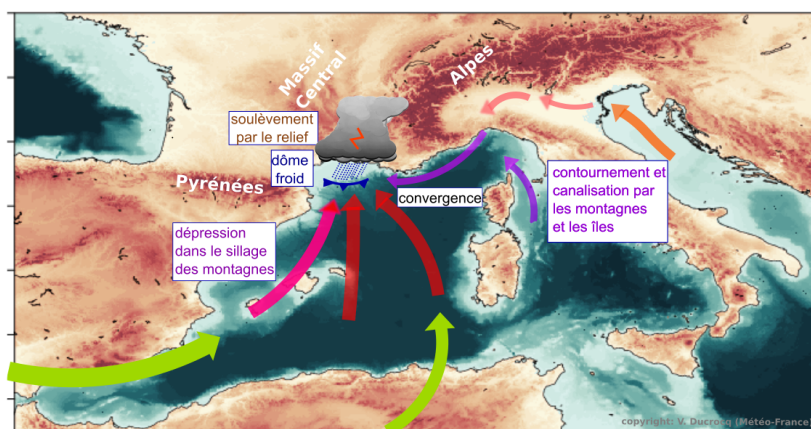 Massif
Central
Alpes
soulèvement
par le relief
dôme
froid
Pyrénées
convergence
contournement et
canalisation par
les montagnes
et les îles
dépression
dans le sillage
des montagnes
copyright: V. Ducrocq (Météo-France)